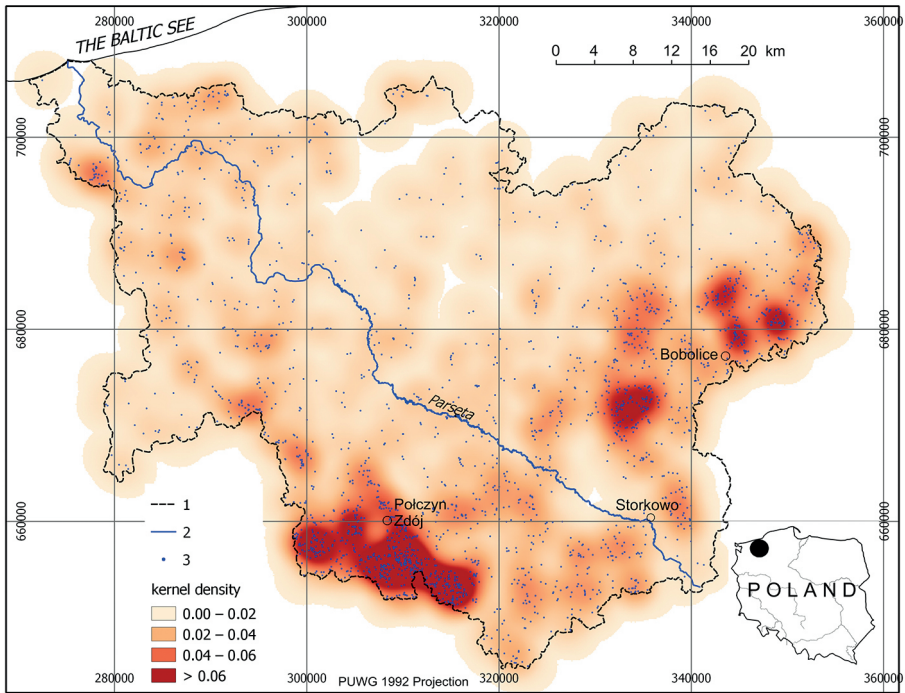 280000 300000 320000 340000 360000
THE BALTIC SEE
0 4 8 12 16 20 km
700000 700000
680000 680000
Bobolice
Parseta
Połczyn
Zdój
Storkowo
660000 660000
1
2
3
kernel density
0.00 – 0.02
0.02 – 0.04
0.04 – 0.06
> 0.06
POLAND
PUWG 1992 Projection
280000 300000 320000 340000 360000